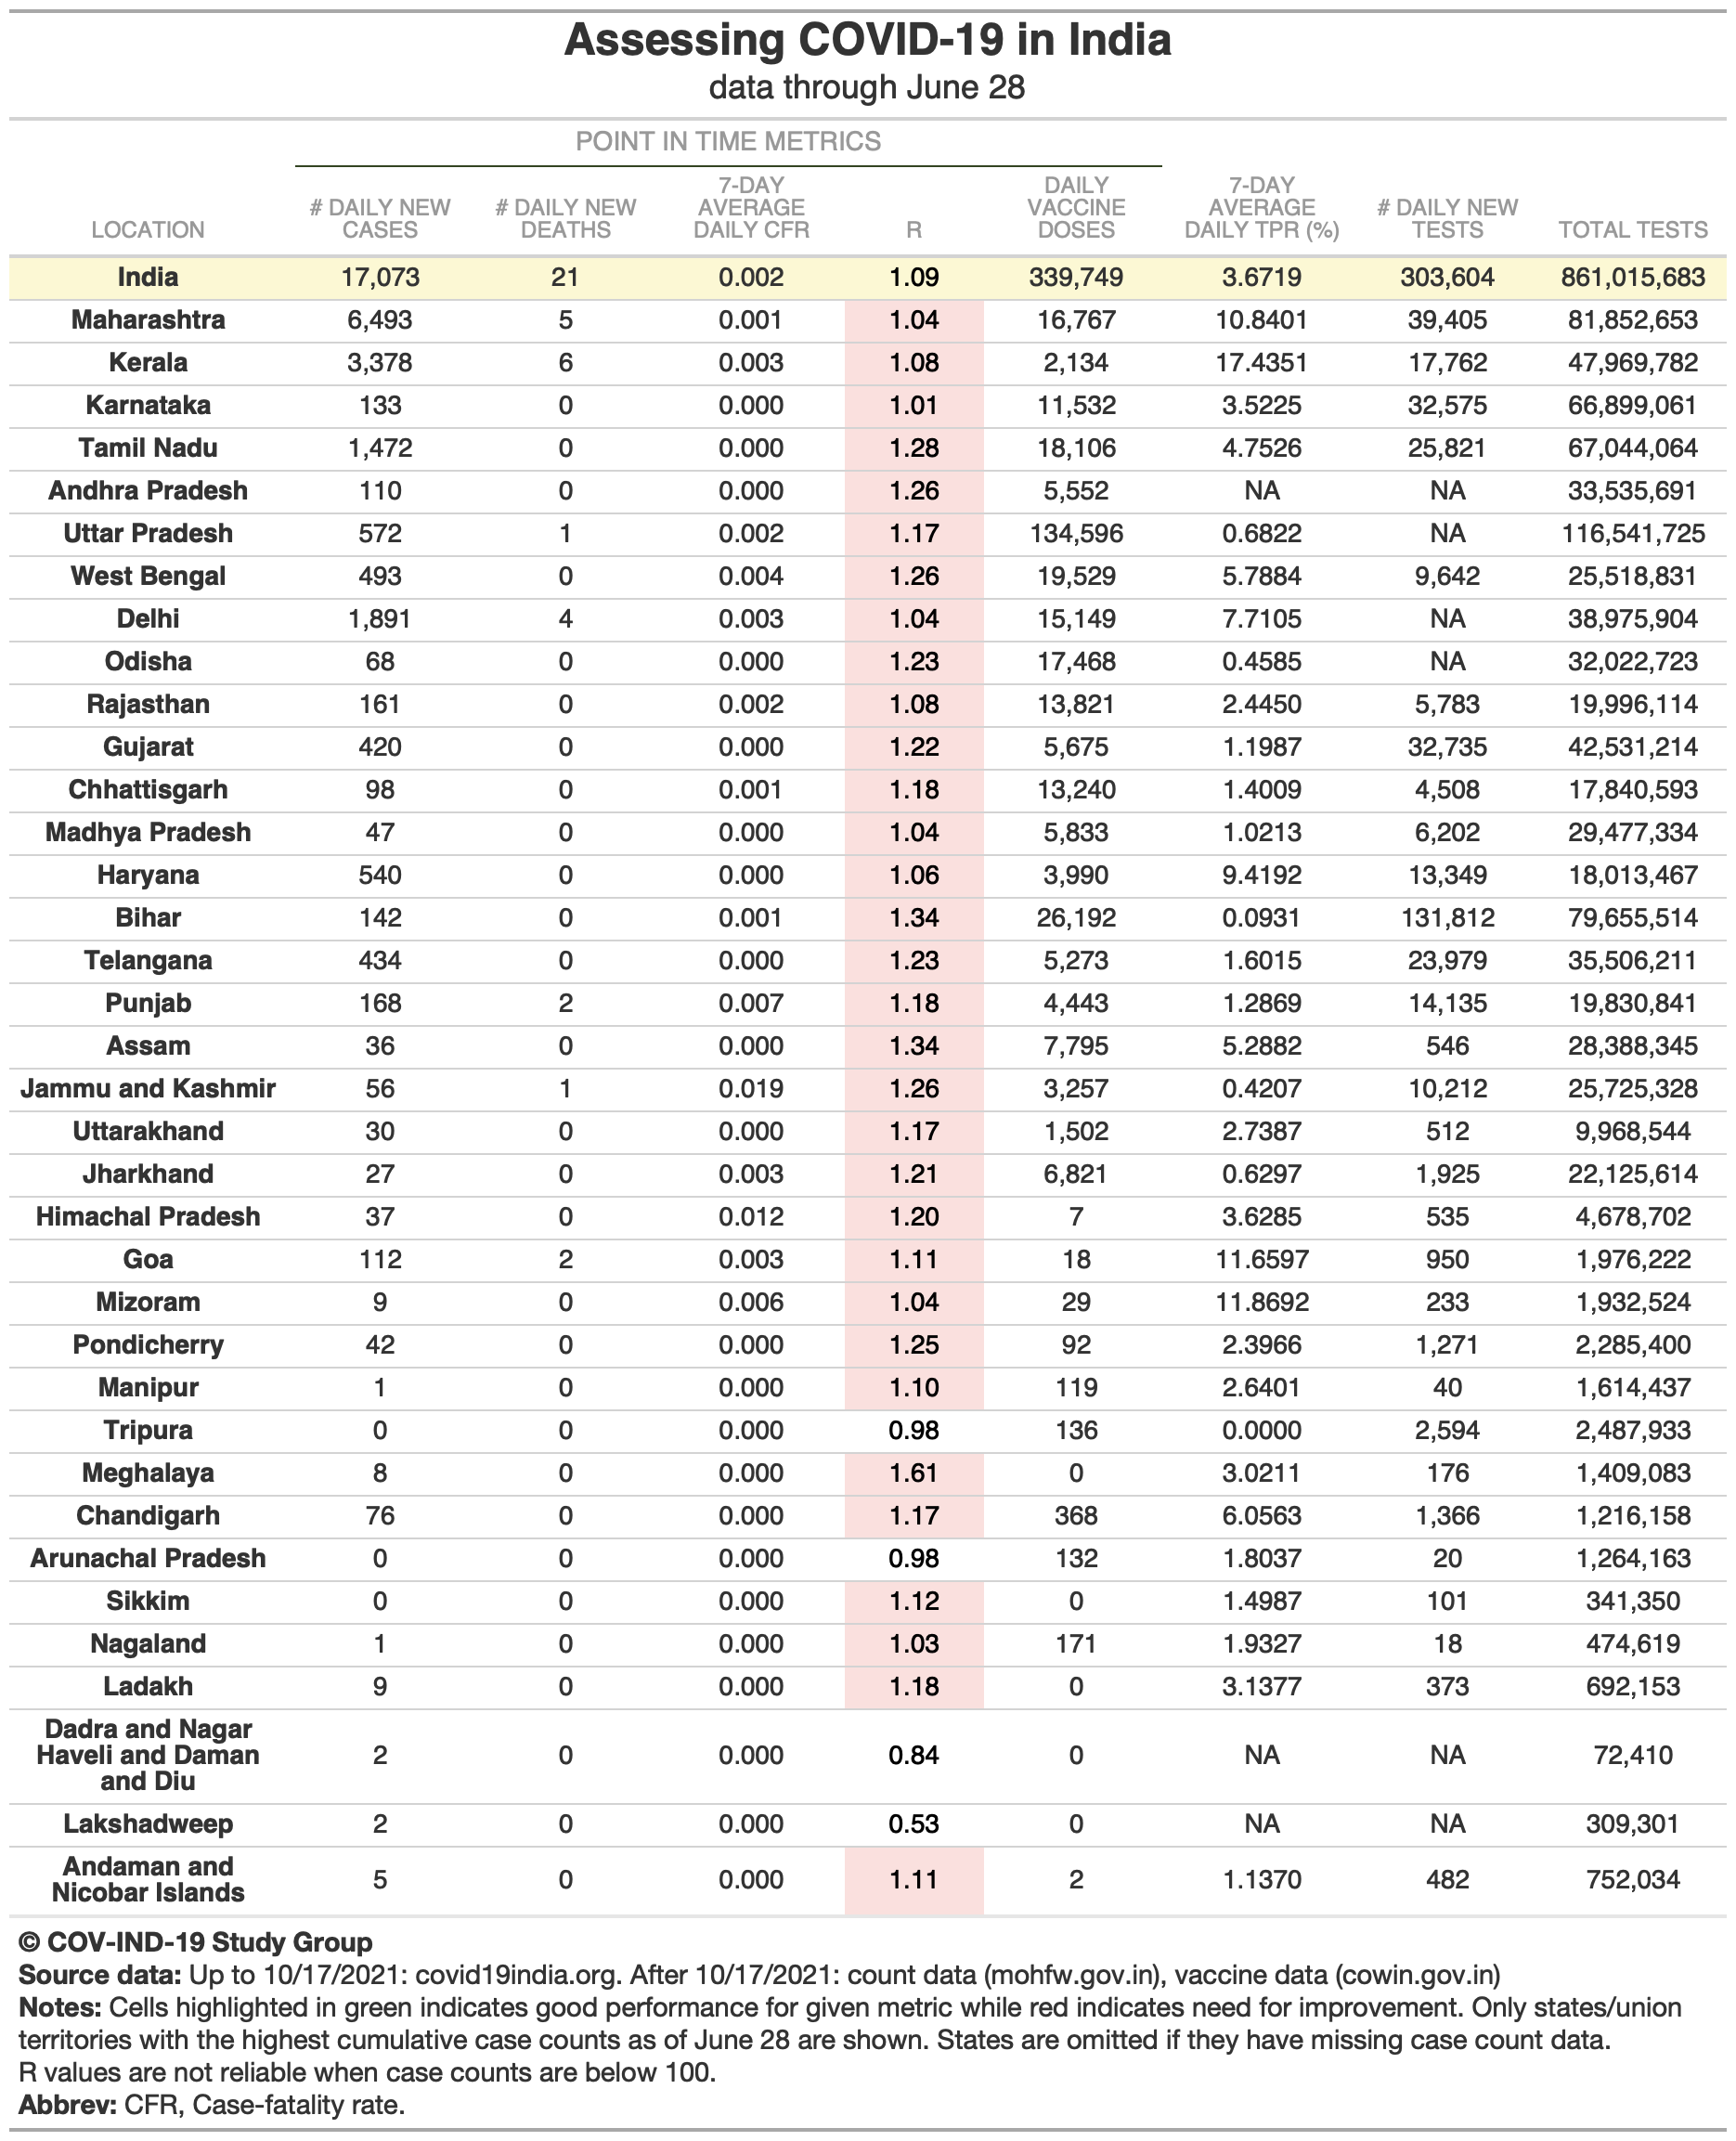 Assessing COVID-19 in India
data through June 28
POINT IN TIME METRICS
LOCATION # DAILY NEW CASES # DAILY NEW DEATHS 7-DAY AVERAGE DAILY CFR R DAILY VACCINE DOSES 7-DAY AVERAGE DAILY TPR (%) # DAILY NEW TESTS TOTAL TESTS
India 17,073 21 0.002 1.09 339,749 3.6719 303,604 861,015,683
Maharashtra 6,493 5 0.001 1.04 16,767 10.8401 39,405 81,852,653
Kerala 3,378 6 0.003 1.08 2,134 17.4351 17,762 47,969,782
Karnataka 133 0 0.000 1.01 11,532 3.5225 32,575 66,899,061
Tamil Nadu 1,472 0 0.000 1.28 18,106 4.7526 25,821 67,044,064
Andhra Pradesh 110 0 0.000 1.26 5,552 NA NA 33,535,691
Uttar Pradesh 572 1 0.002 1.17 134,596 0.6822 NA 116,541,725
West Bengal 493 0 0.004 1.26 19,529 5.7884 9,642 25,518,831
Delhi 1,891 4 0.003 1.04 15,149 7.7105 NA 38,975,904
Odisha 68 0 0.000 1.23 17,468 0.4585 NA 32,022,723
Rajasthan 161 0 0.002 1.08 13,821 2.4450 5,783 19,996,114
Gujarat 420 0 0.000 1.22 5,675 1.1987 32,735 42,531,214
Chhattisgarh 98 0 0.001 1.18 13,240 1.4009 4,508 17,840,593
Madhya Pradesh 47 0 0.000 1.04 5,833 1.0213 6,202 29,477,334
Haryana 540 0 0.000 1.06 3,990 9.4192 13,349 18,013,467
Bihar 142 0 0.001 1.34 26,192 0.0931 131,812 79,655,514
Telangana 434 0 0.000 1.23 5,273 1.6015 23,979 35,506,211
Punjab 168 2 0.007 1.18 4,443 1.2869 14,135 19,830,841
Assam 36 0 0.000 1.34 7,795 5.2882 546 28,388,345
Jammu and Kashmir 56 1 0.019 1.26 3,257 0.4207 10,212 25,725,328
Uttarakhand 30 0 0.000 1.17 1,502 2.7387 512 9,968,544
Jharkhand 27 0 0.003 1.21 6,821 0.6297 1,925 22,125,614
Himachal Pradesh 37 0 0.012 1.20 7 3.6285 535 4,678,702
Goa 112 2 0.003 1.11 18 11.6597 950 1,976,222
Mizoram 9 0 0.006 1.04 29 11.8692 233 1,932,524
Pondicherry 42 0 0.000 1.25 92 2.3966 1,271 2,285,400
Manipur 1 0 0.000 1.10 119 2.6401 40 1,614,437
Tripura 0 0 0.000 0.98 136 0.0000 2,594 2,487,933
Meghalaya 8 0 0.000 1.61 0 3.0211 176 1,409,083
Chandigarh 76 0 0.000 1.17 368 6.0563 1,366 1,216,158
Arunachal Pradesh 0 0 0.000 0.98 132 1.8037 20 1,264,163
Sikkim 0 0 0.000 1.12 0 1.4987 101 341,350
Nagaland 1 0 0.000 1.03 171 1.9327 18 474,619
Ladakh 9 0 0.000 1.18 0 3.1377 373 692,153
Dadra and Nagar Haveli and Daman and Diu 2 0 0.000 0.84 0 NA NA 72,410
Lakshadweep 2 0 0.000 0.53 0 NA NA 309,301
Andaman and Nicobar Islands 5 0 0.000 1.11 2 1.1370 482 752,034
© COV-IND-19 Study Group
Source data: Up to 10/17/2021: covid19india.org. After 10/17/2021: count data (mohfw.gov.in), vaccine data (cowin.gov.in)
Notes: Cells highlighted in green indicates good performance for given metric while red indicates need for improvement. Only states/union
territories with the highest cumulative case counts as of June 28 are shown. States are omitted if they have missing case count data.
R values are not reliable when case counts are below 100.
Abbrev: CFR, Case-fatality rate.